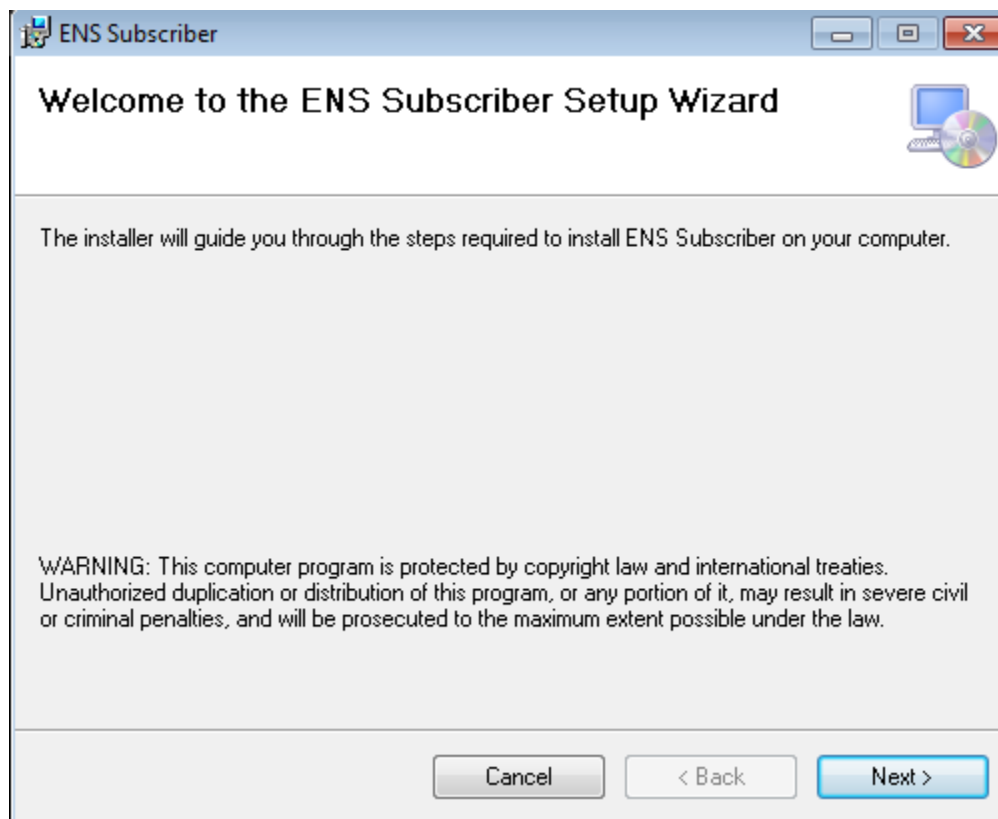 ENS Subscriber
Welcome to the ENS Subscriber Setup Wizard
The installer will guide you through the steps required to install ENS Subscriber on your computer.
WARNING: This computer program is protected by copyright law and international treaties.
Unauthorized duplication or distribution of this program, or any portion of it, may result in severe civil
or criminal penalties, and will be prosecuted to the maximum extent possible under the law.
Cancel
< Back
Next >